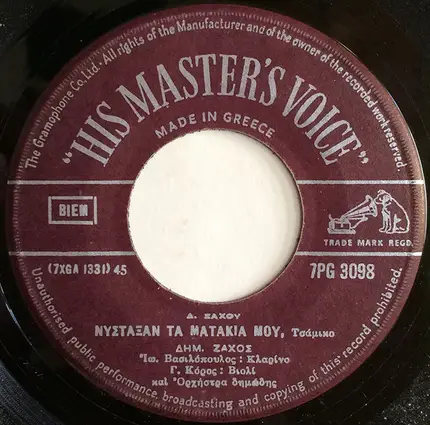 The Gramophone Co. Ltd. All rights of the Manufacturer and of the owner of the recorded work reserved.
"HIS MASTER'S VOICE"
MADE IN GREECE
BIEM
TRADE MARK REGD.
(7XGA 1331) 45
7PG 3098
Δ. ΖΑΧΟΥ
ΝΥΣΤΑΞΑΝ ΤΑ ΜΑΤΑΚΙΑ ΜΟΥ, Τσάμικο
ΔΗΜ. ΖΑΧΟΣ
Ἰω. Βασιλόπουλος : Κλαρίνο
Γ. Κόρος : Βιολί
καὶ Ὀρχήστρα δημώδης
Unauthorised public performance, broadcasting and copying of this record prohibited